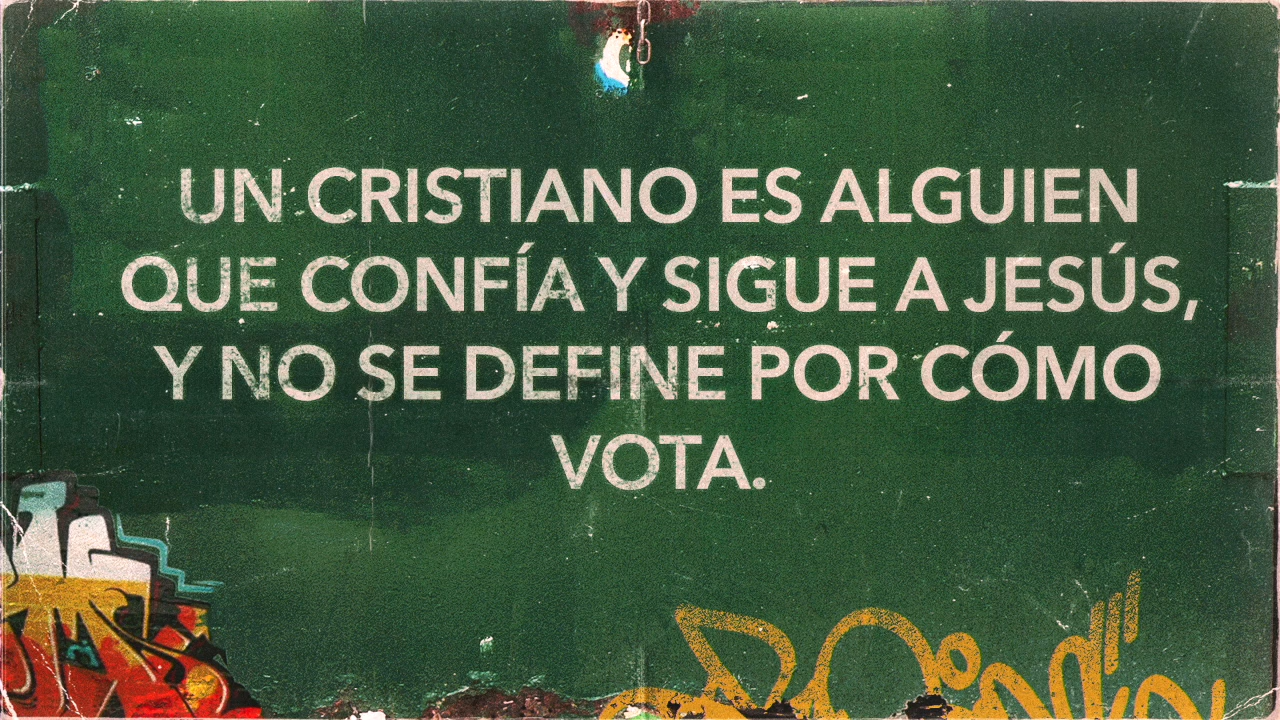 UN CRISTIANO ES ALGUIEN
QUE CONFÍA Y SIGUE A JESÚS,
Y NO SE DEFINE POR CÓMO
VOTA.